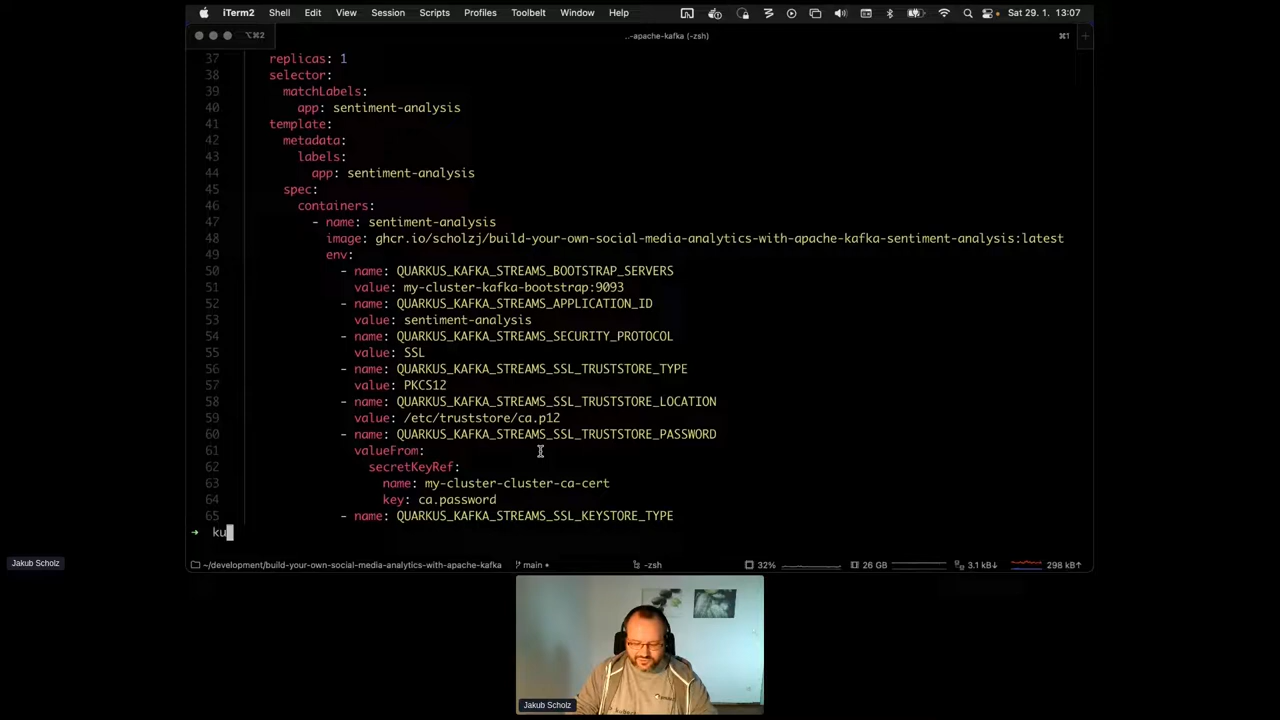 iTerm2 Shell Edit View Session Scripts Profiles Toolbelt Window Help Sat 29. 1. 13:07
⌥⌘2 ..-apache-kafka (-zsh) ⌘1
37 replicas: 1
38 selector:
39 matchLabels:
40 app: sentiment-analysis
41 template:
42 metadata:
43 labels:
44 app: sentiment-analysis
45 spec:
46 containers:
47 - name: sentiment-analysis
48 image: ghcr.io/scholzj/build-your-own-social-media-analytics-with-apache-kafka-sentiment-analysis:latest
49 env:
50 - name: QUARKUS_KAFKA_STREAMS_BOOTSTRAP_SERVERS
51 value: my-cluster-kafka-bootstrap:9093
52 - name: QUARKUS_KAFKA_STREAMS_APPLICATION_ID
53 value: sentiment-analysis
54 - name: QUARKUS_KAFKA_STREAMS_SECURITY_PROTOCOL
55 value: SSL
56 - name: QUARKUS_KAFKA_STREAMS_SSL_TRUSTSTORE_TYPE
57 value: PKCS12
58 - name: QUARKUS_KAFKA_STREAMS_SSL_TRUSTSTORE_LOCATION
59 value: /etc/truststore/ca.p12
60 - name: QUARKUS_KAFKA_STREAMS_SSL_TRUSTSTORE_PASSWORD
61 valueFrom:
62 secretKeyRef:
63 name: my-cluster-cluster-ca-cert
64 key: ca.password
65 - name: QUARKUS_KAFKA_STREAMS_SSL_KEYSTORE_TYPE
→ ku
~/development/build-your-own-social-media-analytics-with-apache-kafka main • -zsh 32% 26 GB 3.1 kB↓ 298 kB↑
Jakub Scholz
Jakub Scholz